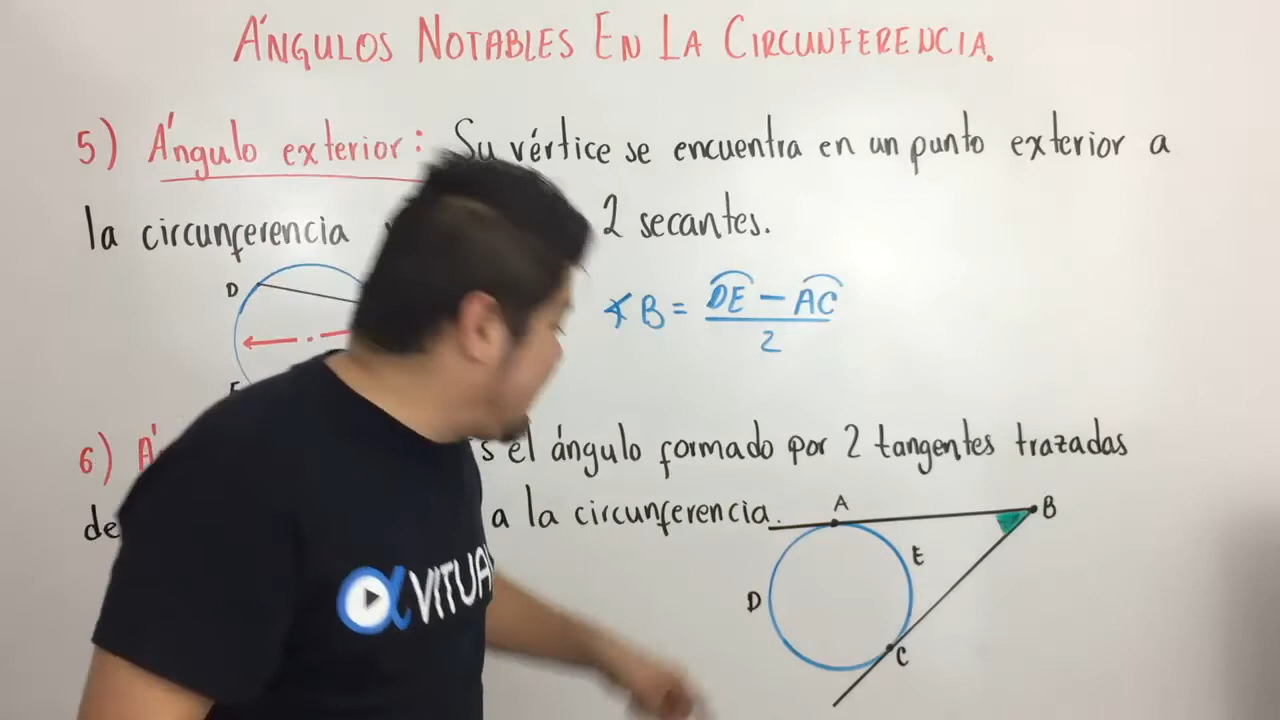 ÁNGULOS NOTABLES EN LA CIRCUNFERENCIA.
5) Ángulo exterior: Su vértice se encuentra en un punto exterior a
la circunferencia 2 secantes.
D
∢B = DE − AC
2
6) el ángulo formado por 2 tangentes trazadas
de a la circunferencia.
A
B
E
D
C
VITUA